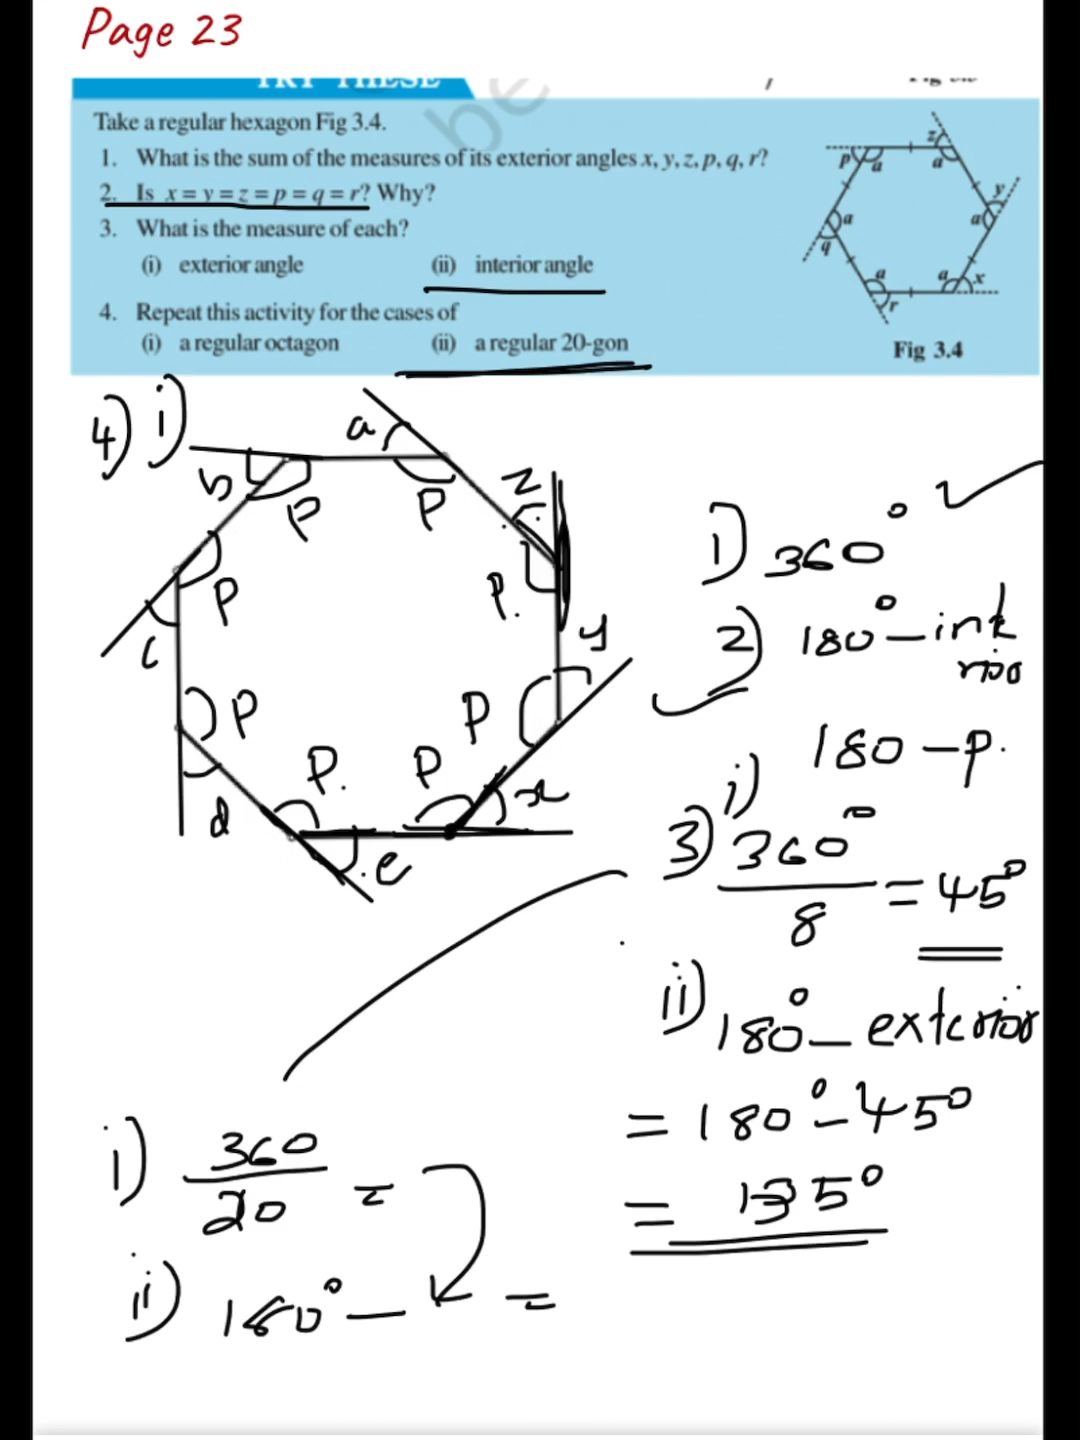 Page 23
TRY THESE
be
Take a regular hexagon Fig 3.4.
1. What is the sum of the measures of its exterior angles x, y, z, p, q, r?
2. Is x = y = z = p = q = r? Why?
3. What is the measure of each?
(i) exterior angle (ii) interior angle
4. Repeat this activity for the cases of
(i) a regular octagon (ii) a regular 20-gon
z
p a a
y
a a
q
a a x
r
Fig 3.4
4) i)
a
b P P z
c P P. y
P P
d P. P x
e
1) 360°
2) 180° - int
180 - p.
3) i) 360° / 8 = 45°
ii) 180° - exterior
= 180° - 45°
= 135°
i) 360 / 20 =
ii) 180° - =